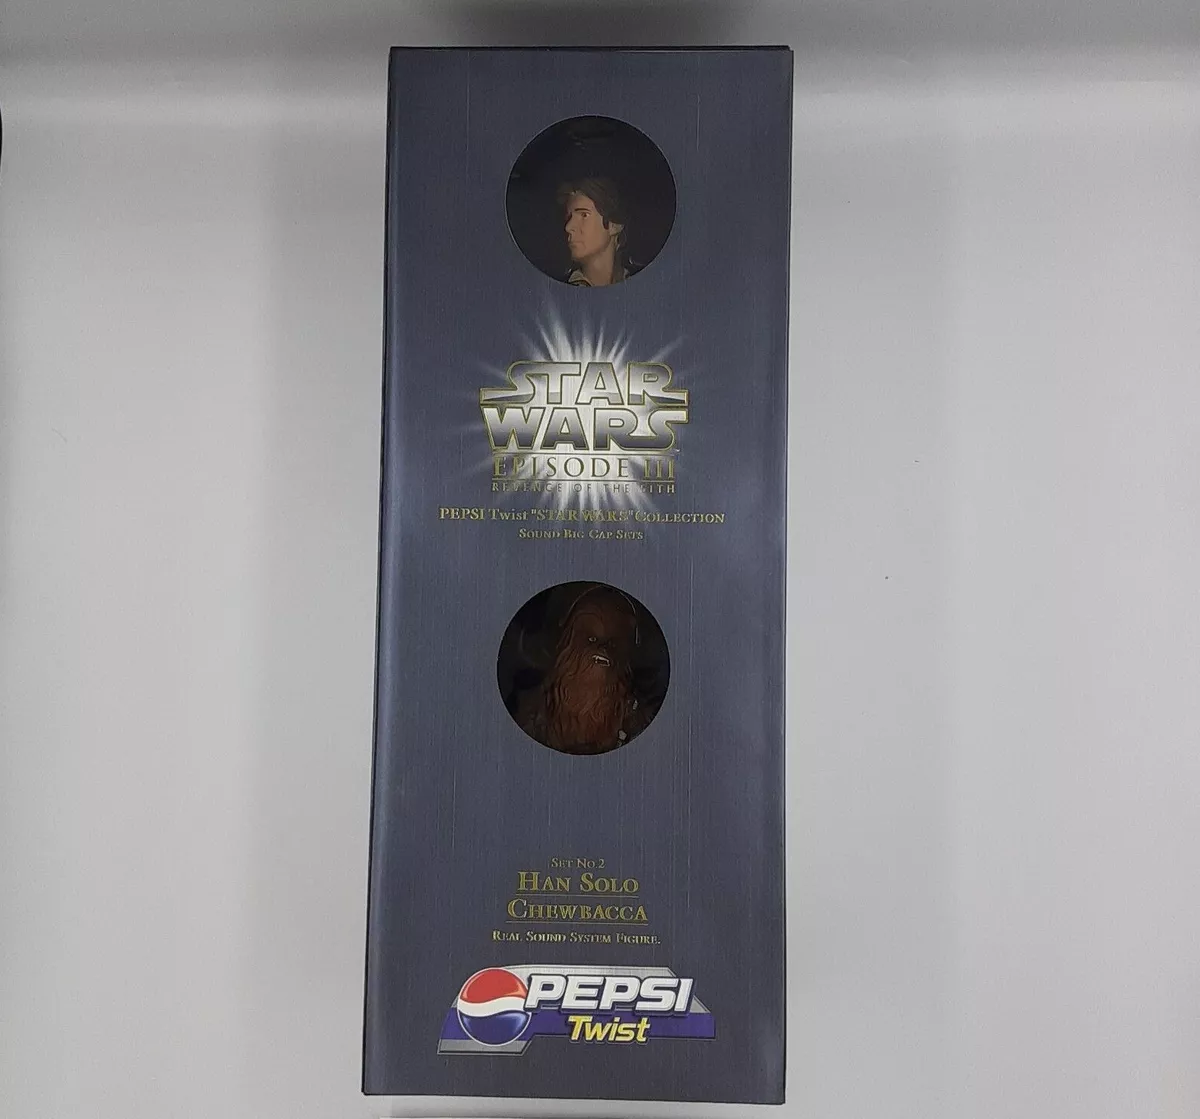 STAR
WARS
EPISODE III
REVENGE OF THE SITH
PEPSI Twist "STAR WARS" COLLECTION
SOUND BIG CAP SETS
SET NO 2
HAN SOLO
CHEWBACCA
REAL SOUND SYSTEM FIGURE.
PEPSI
Twist